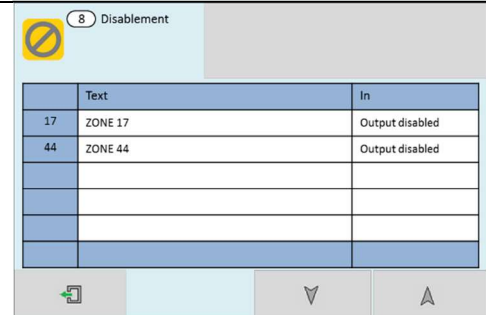 8 Disablement
Text In
17 ZONE 17 Output disabled
44 ZONE 44 Output disabled